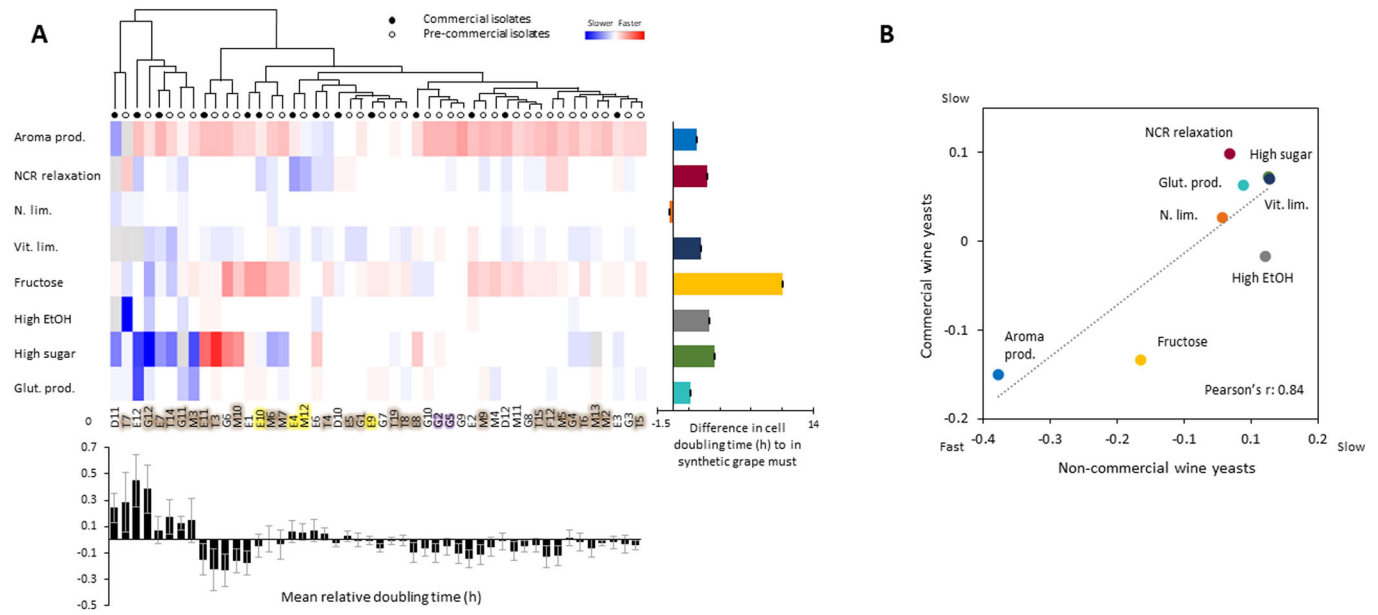 A
Commercial isolates
Pre-commercial isolates
Slower Faster
Aroma prod.
NCR relaxation
N. lim.
Vit. lim.
Fructose
High EtOH
High sugar
Glut. prod.
0
D11 T7 E12 G12 E7 T14 G11 M3 E11 T3 G6 M10 E1 E10 M6 M7 E4 M12 E6 T4 D10 E5 G1 E9 G7 T19 T8 E8 G10 G2 G5 G9 E2 M9 M4 D12 M11 G8 T15 F12 M5 G4 T6 M13 M2 E3 G3 T5
-1.5 14
Difference in cell
doubling time (h) to in
synthetic grape must
0.7
0.5
0.3
0.1
-0.1
-0.3
-0.5
Mean relative doubling time (h)
B
Slow
0.1
0
-0.1
-0.2
Commercial wine yeasts
NCR relaxation
High sugar
Glut. prod.
Vit. lim.
N. lim.
High EtOH
Aroma
prod.
Fructose
Pearson's r: 0.84
-0.4 -0.3 -0.2 -0.1 0.1 0.2
Fast Slow
Non-commercial wine yeasts